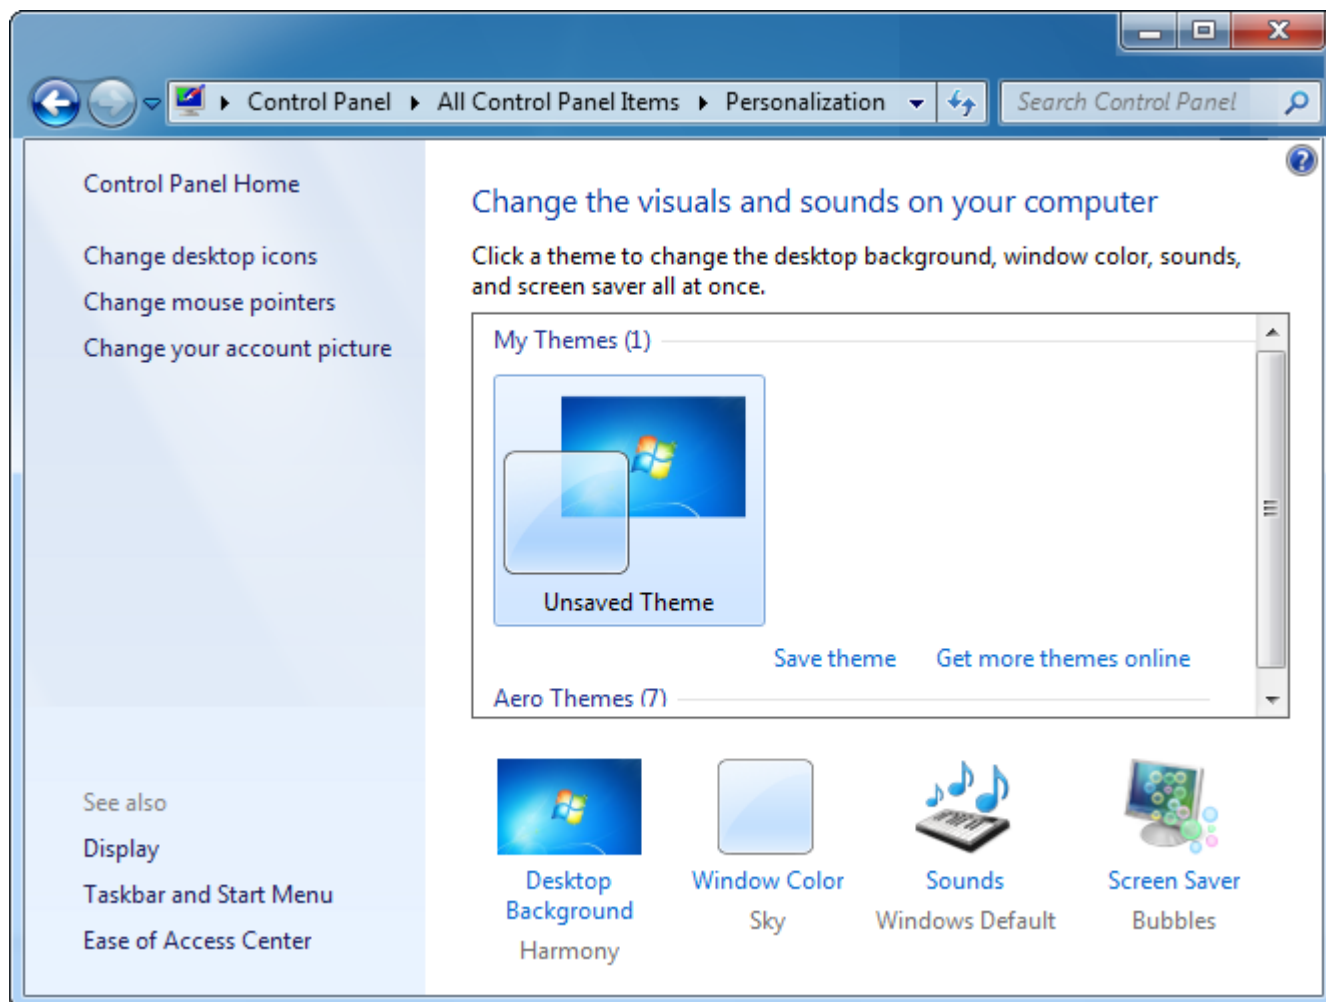 Control Panel
All Control Panel Items
Personalization
Search Control Panel
Control Panel Home
Change desktop icons
Change mouse pointers
Change your account picture
See also
Display
Taskbar and Start Menu
Ease of Access Center
Change the visuals and sounds on your computer
Click a theme to change the desktop background, window color, sounds,
and screen saver all at once.
My Themes (1)
Unsaved Theme
Save theme
Get more themes online
Aero Themes (7)
Desktop
Background
Harmony
Window Color
Sky
Sounds
Windows Default
Screen Saver
Bubbles